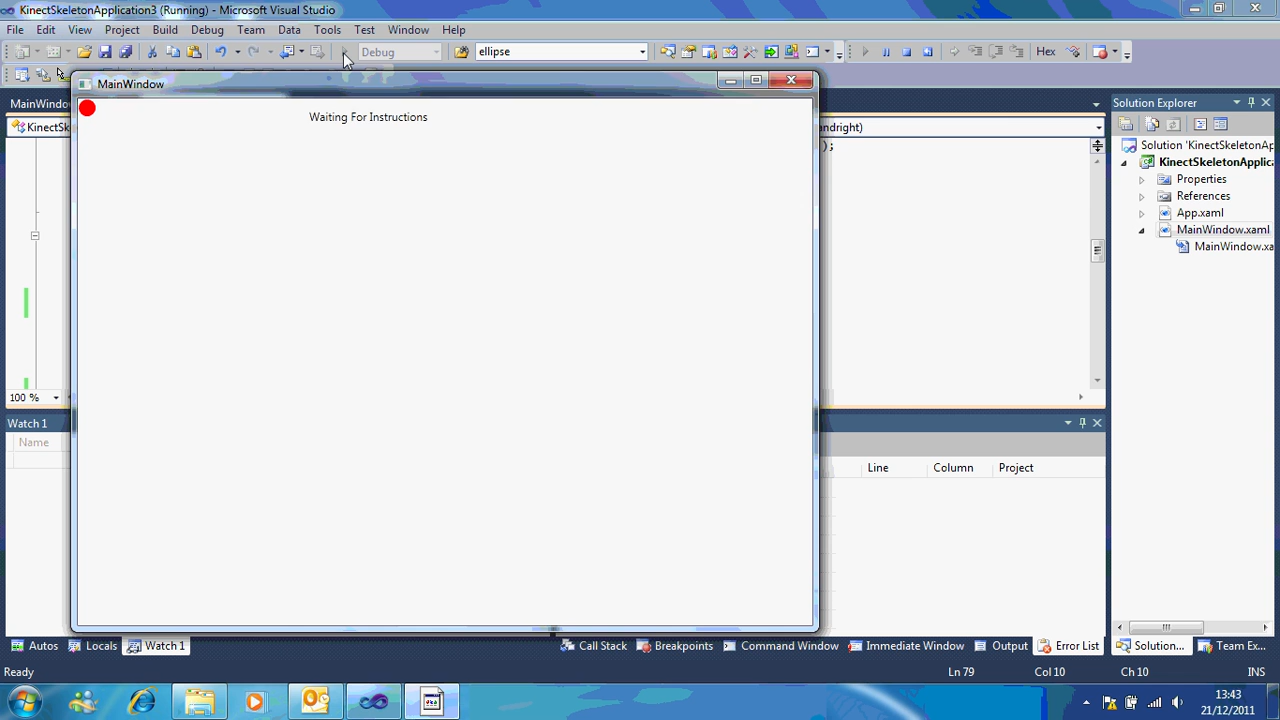 KinectSkeletonApplication3 (Running) - Microsoft Visual Studio
File Edit View Project Build Debug Team Data Tools Test Window Help
Debug ellipse Hex
MainWindow
Waiting For Instructions
MainWindo
KinectSk andright)
);
100 %
Solution Explorer
Solution 'KinectSkeletonAp
KinectSkeletonApplica
Properties
References
App.xaml
MainWindow.xaml
MainWindow.xa
Watch 1
Name
Line Column Project
Autos Locals Watch 1 Call Stack Breakpoints Command Window Immediate Window Output Error List Solution... Team Ex...
Ready Ln 79 Col 10 Ch 10 INS
13:43
21/12/2011